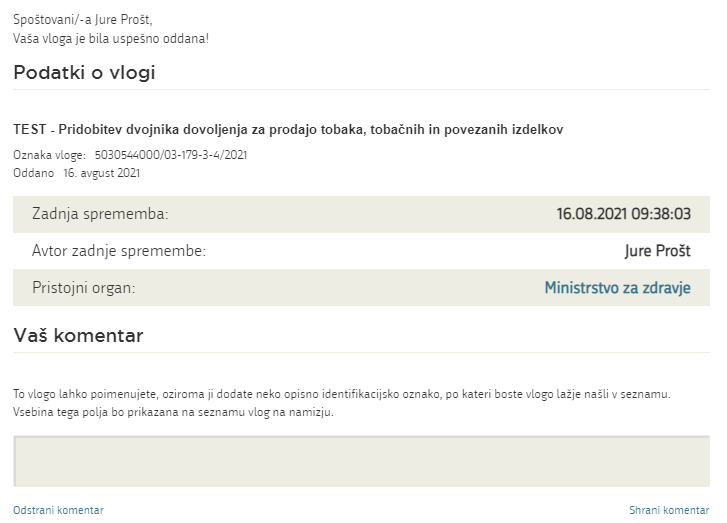 Spoštovani/-a Jure Prošt,
Vaša vloga je bila uspešno oddana!
Podatki o vlogi
TEST - Pridobitev dvojnika dovoljenja za prodajo tobaka, tobačnih in povezanih izdelkov
Oznaka vloge: 5030544000/03-179-3-4/2021
Oddano 16. avgust 2021
Zadnja sprememba: 16.08.2021 09:38:03
Avtor zadnje spremembe: Jure Prošt
Pristojni organ: Ministrstvo za zdravje
Vaš komentar
To vlogo lahko poimenujete, oziroma ji dodate neko opisno identifikacijsko oznako, po kateri boste vlogo lažje našli v seznamu.
Vsebina tega polja bo prikazana na seznamu vlog na namizju.
Odstrani komentar Shrani komentar